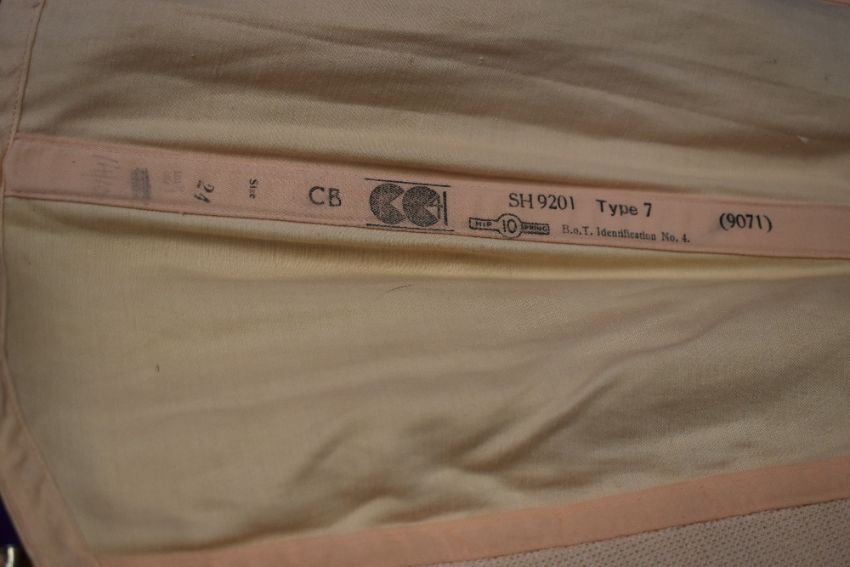 Size 24
CB CC41 SH 9201 Type 7 (9071)
HIP 10 SPRING B.o.T. Identification No. 4.